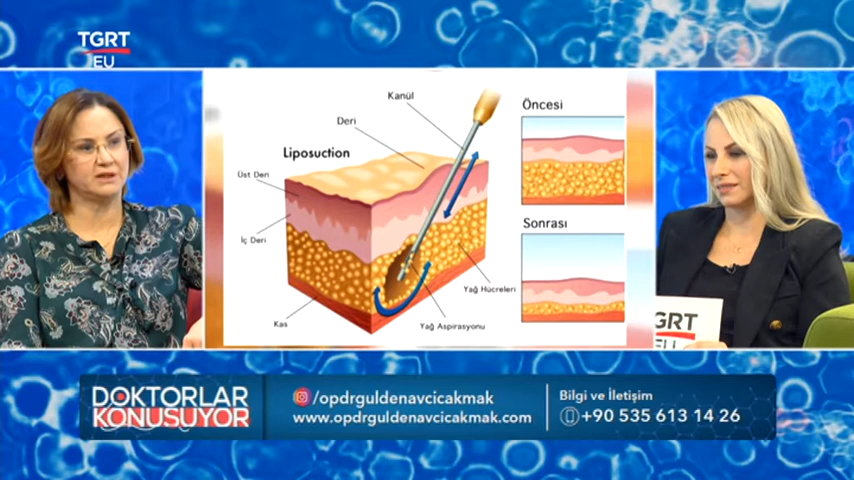 TGRT
EU
Kanül
Deri
Liposuction
Üst Deri
İç Deri
Kas
Yağ Hücreleri
Yağ Aspirasyonu
Öncesi
Sonrası
TGRT
EU
DOKTORLAR
KONUŞUYOR
/opdrguldenavcicakmak
www.opdrguldenavcicakmak.com
Bilgi ve İletişim
+90 535 613 14 26